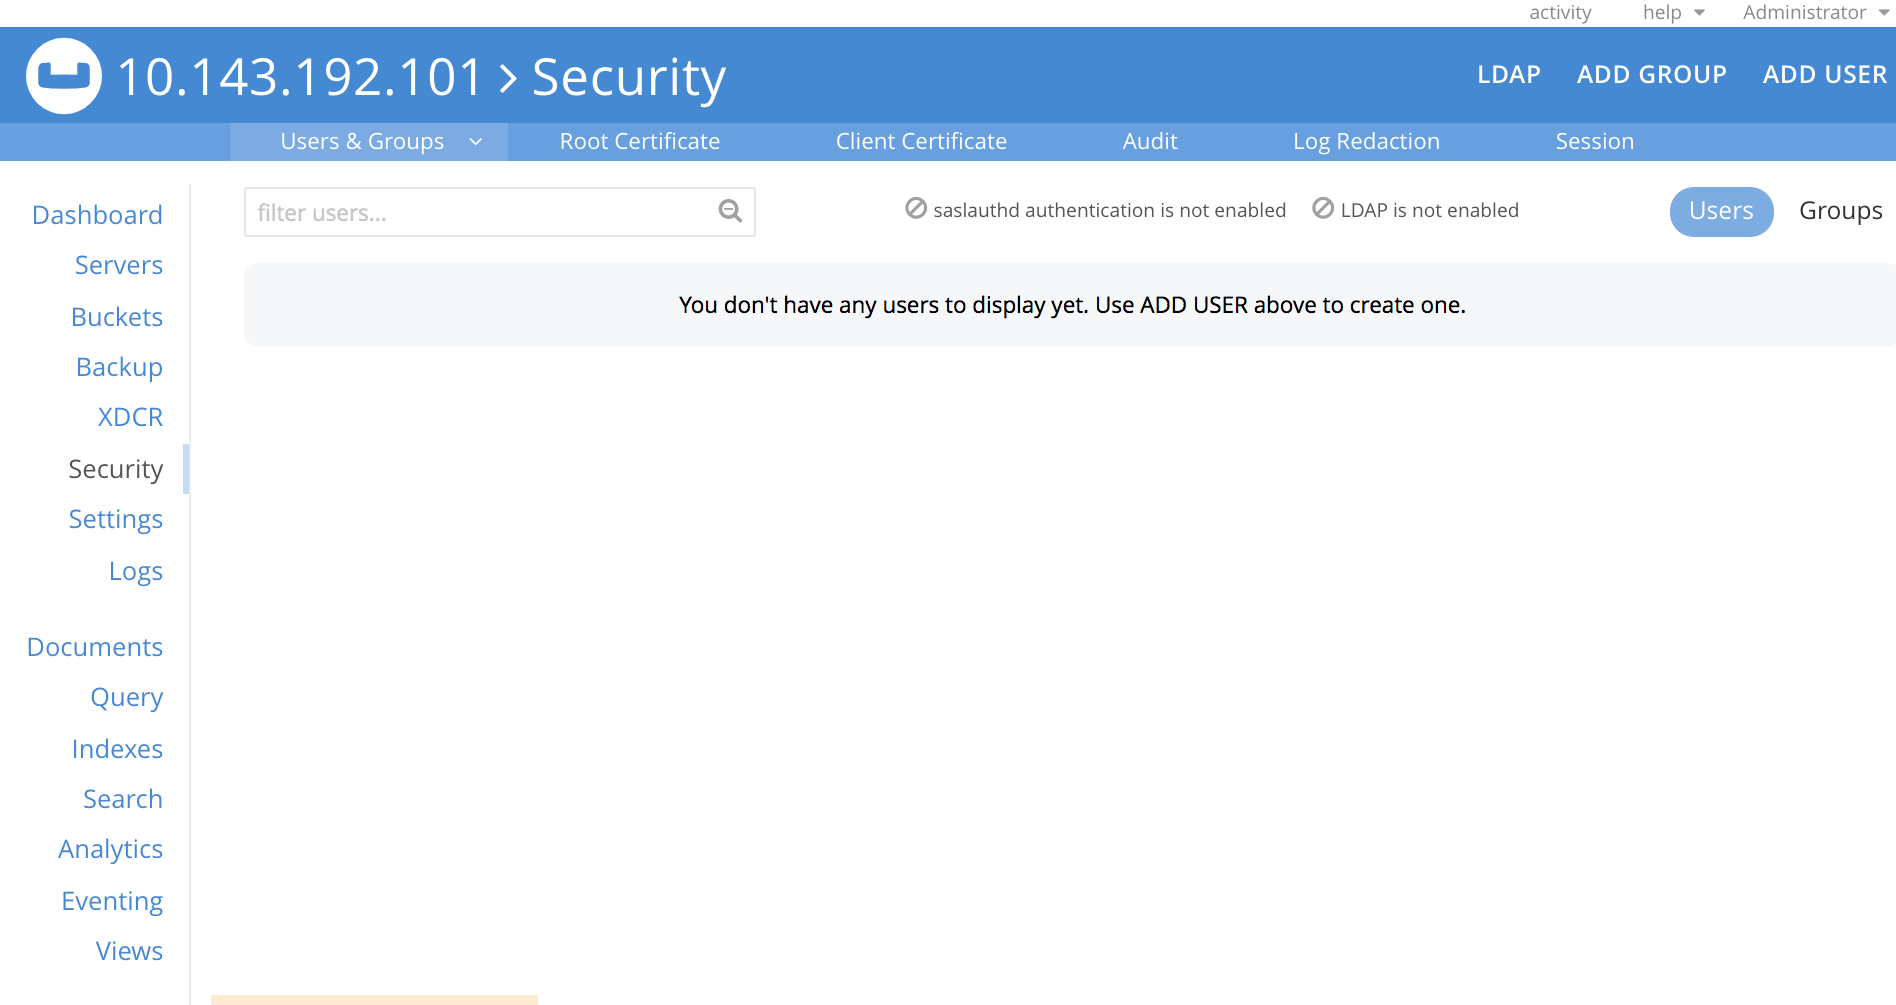 activity help Administrator
10.143.192.101 > Security LDAP ADD GROUP ADD USER
Users & Groups Root Certificate Client Certificate Audit Log Redaction Session
filter users... saslauthd authentication is not enabled LDAP is not enabled Users Groups
You don't have any users to display yet. Use ADD USER above to create one.
Dashboard
Servers
Buckets
Backup
XDCR
Security
Settings
Logs
Documents
Query
Indexes
Search
Analytics
Eventing
Views